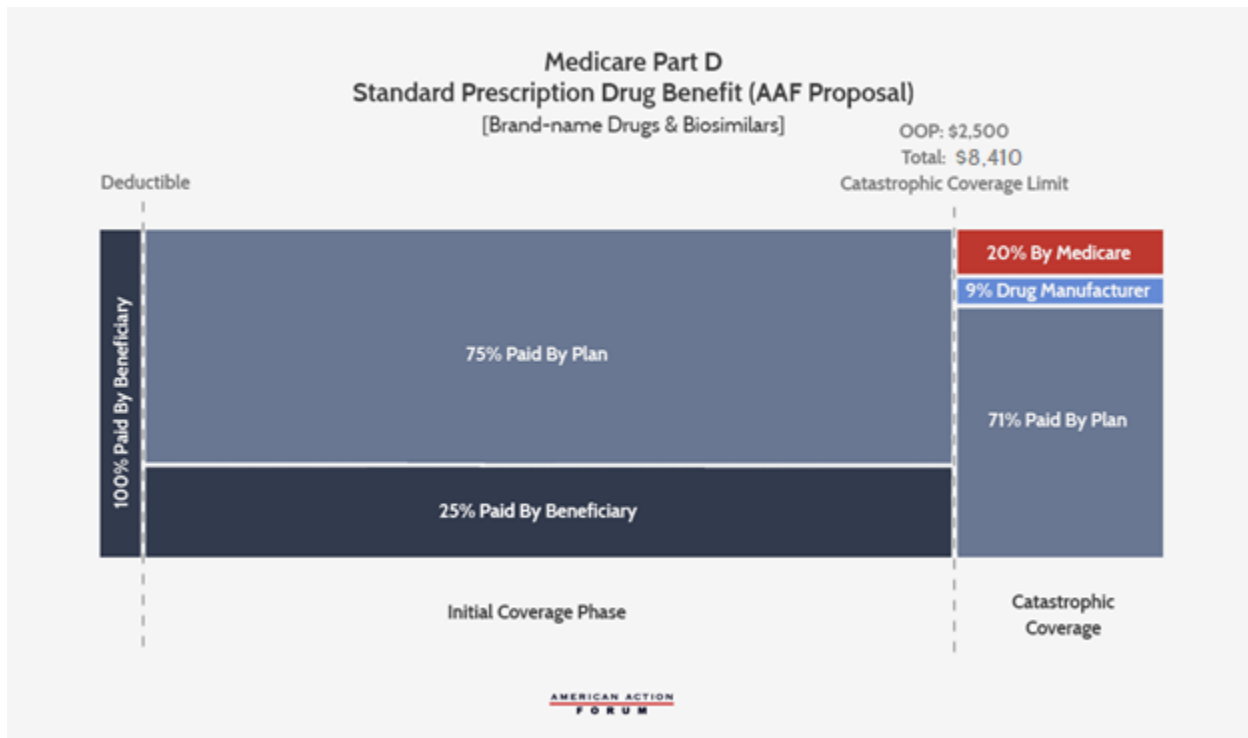 Medicare Part D
Standard Prescription Drug Benefit (AAF Proposal)
[Brand-name Drugs & Biosimilars]
OOP: $2,500
Total: $8,410
Deductible
Catastrophic Coverage Limit
100% Paid By Beneficiary
75% Paid By Plan
25% Paid By Beneficiary
20% By Medicare
9% Drug Manufacturer
71% Paid By Plan
Initial Coverage Phase
Catastrophic
Coverage
AMERICAN ACTION
FORUM